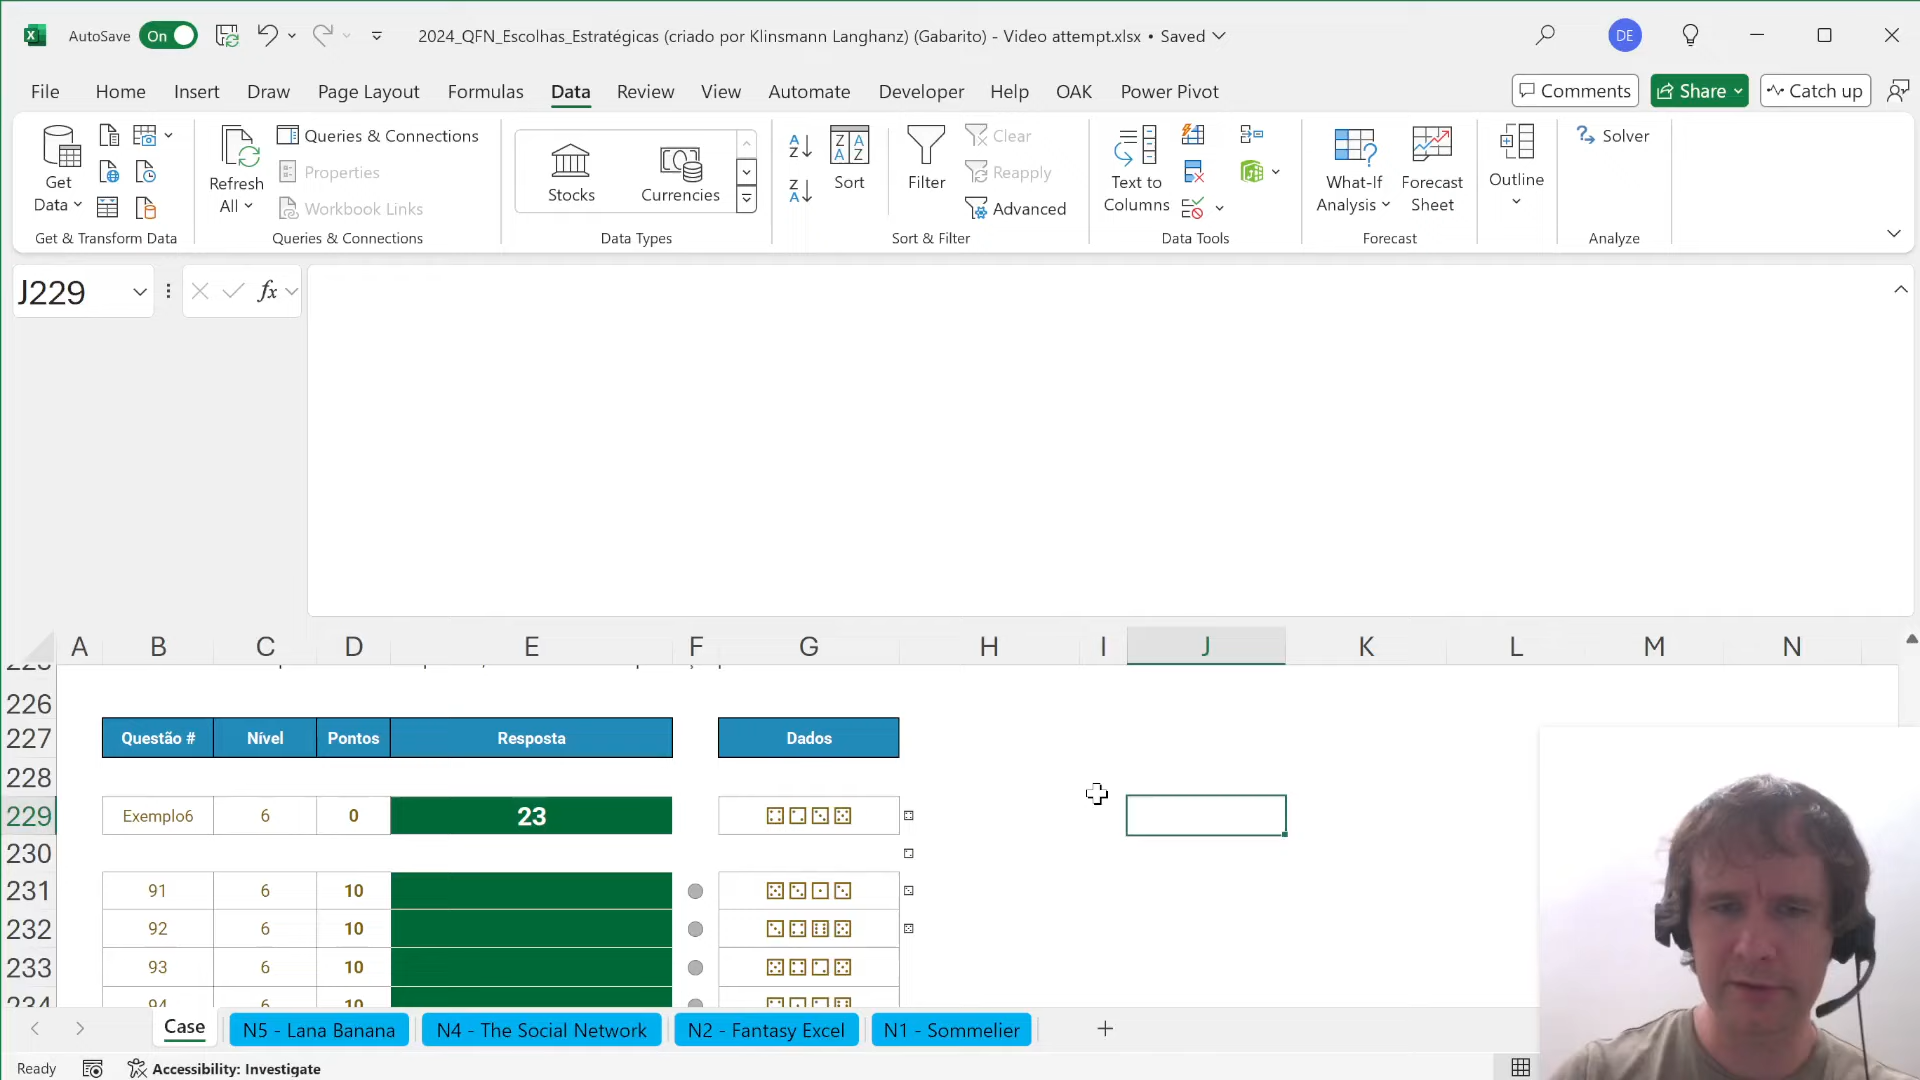 AutoSave On 2024_QFN_Escolhas_Estratégicas (criado por Klinsmann Langhanz) (Gabarito) - Video attempt.xlsx • Saved DE
File Home Insert Draw Page Layout Formulas Data Review View Automate Developer Help OAK Power Pivot Comments Share Catch up
Get Data
Refresh All
Queries & Connections
Properties
Workbook Links
Stocks Currencies
Sort
Filter
Clear
Reapply
Advanced
Text to Columns
What-If Analysis
Forecast Sheet
Outline
Solver
Get & Transform Data Queries & Connections Data Types Sort & Filter Data Tools Forecast Analyze
J229 fx
A B C D E F G H I J K L M N
226
227 Questão # Nível Pontos Resposta Dados
228
229 Exemplo6 6 0 23 ⚃ ⚁ ⚂ ⚄
230
231 91 6 10
232 92 6 10
233 93 6 10
234 94 6 10
Case N5 - Lana Banana N4 - The Social Network N2 - Fantasy Excel N1 - Sommelier
Ready Accessibility: Investigate